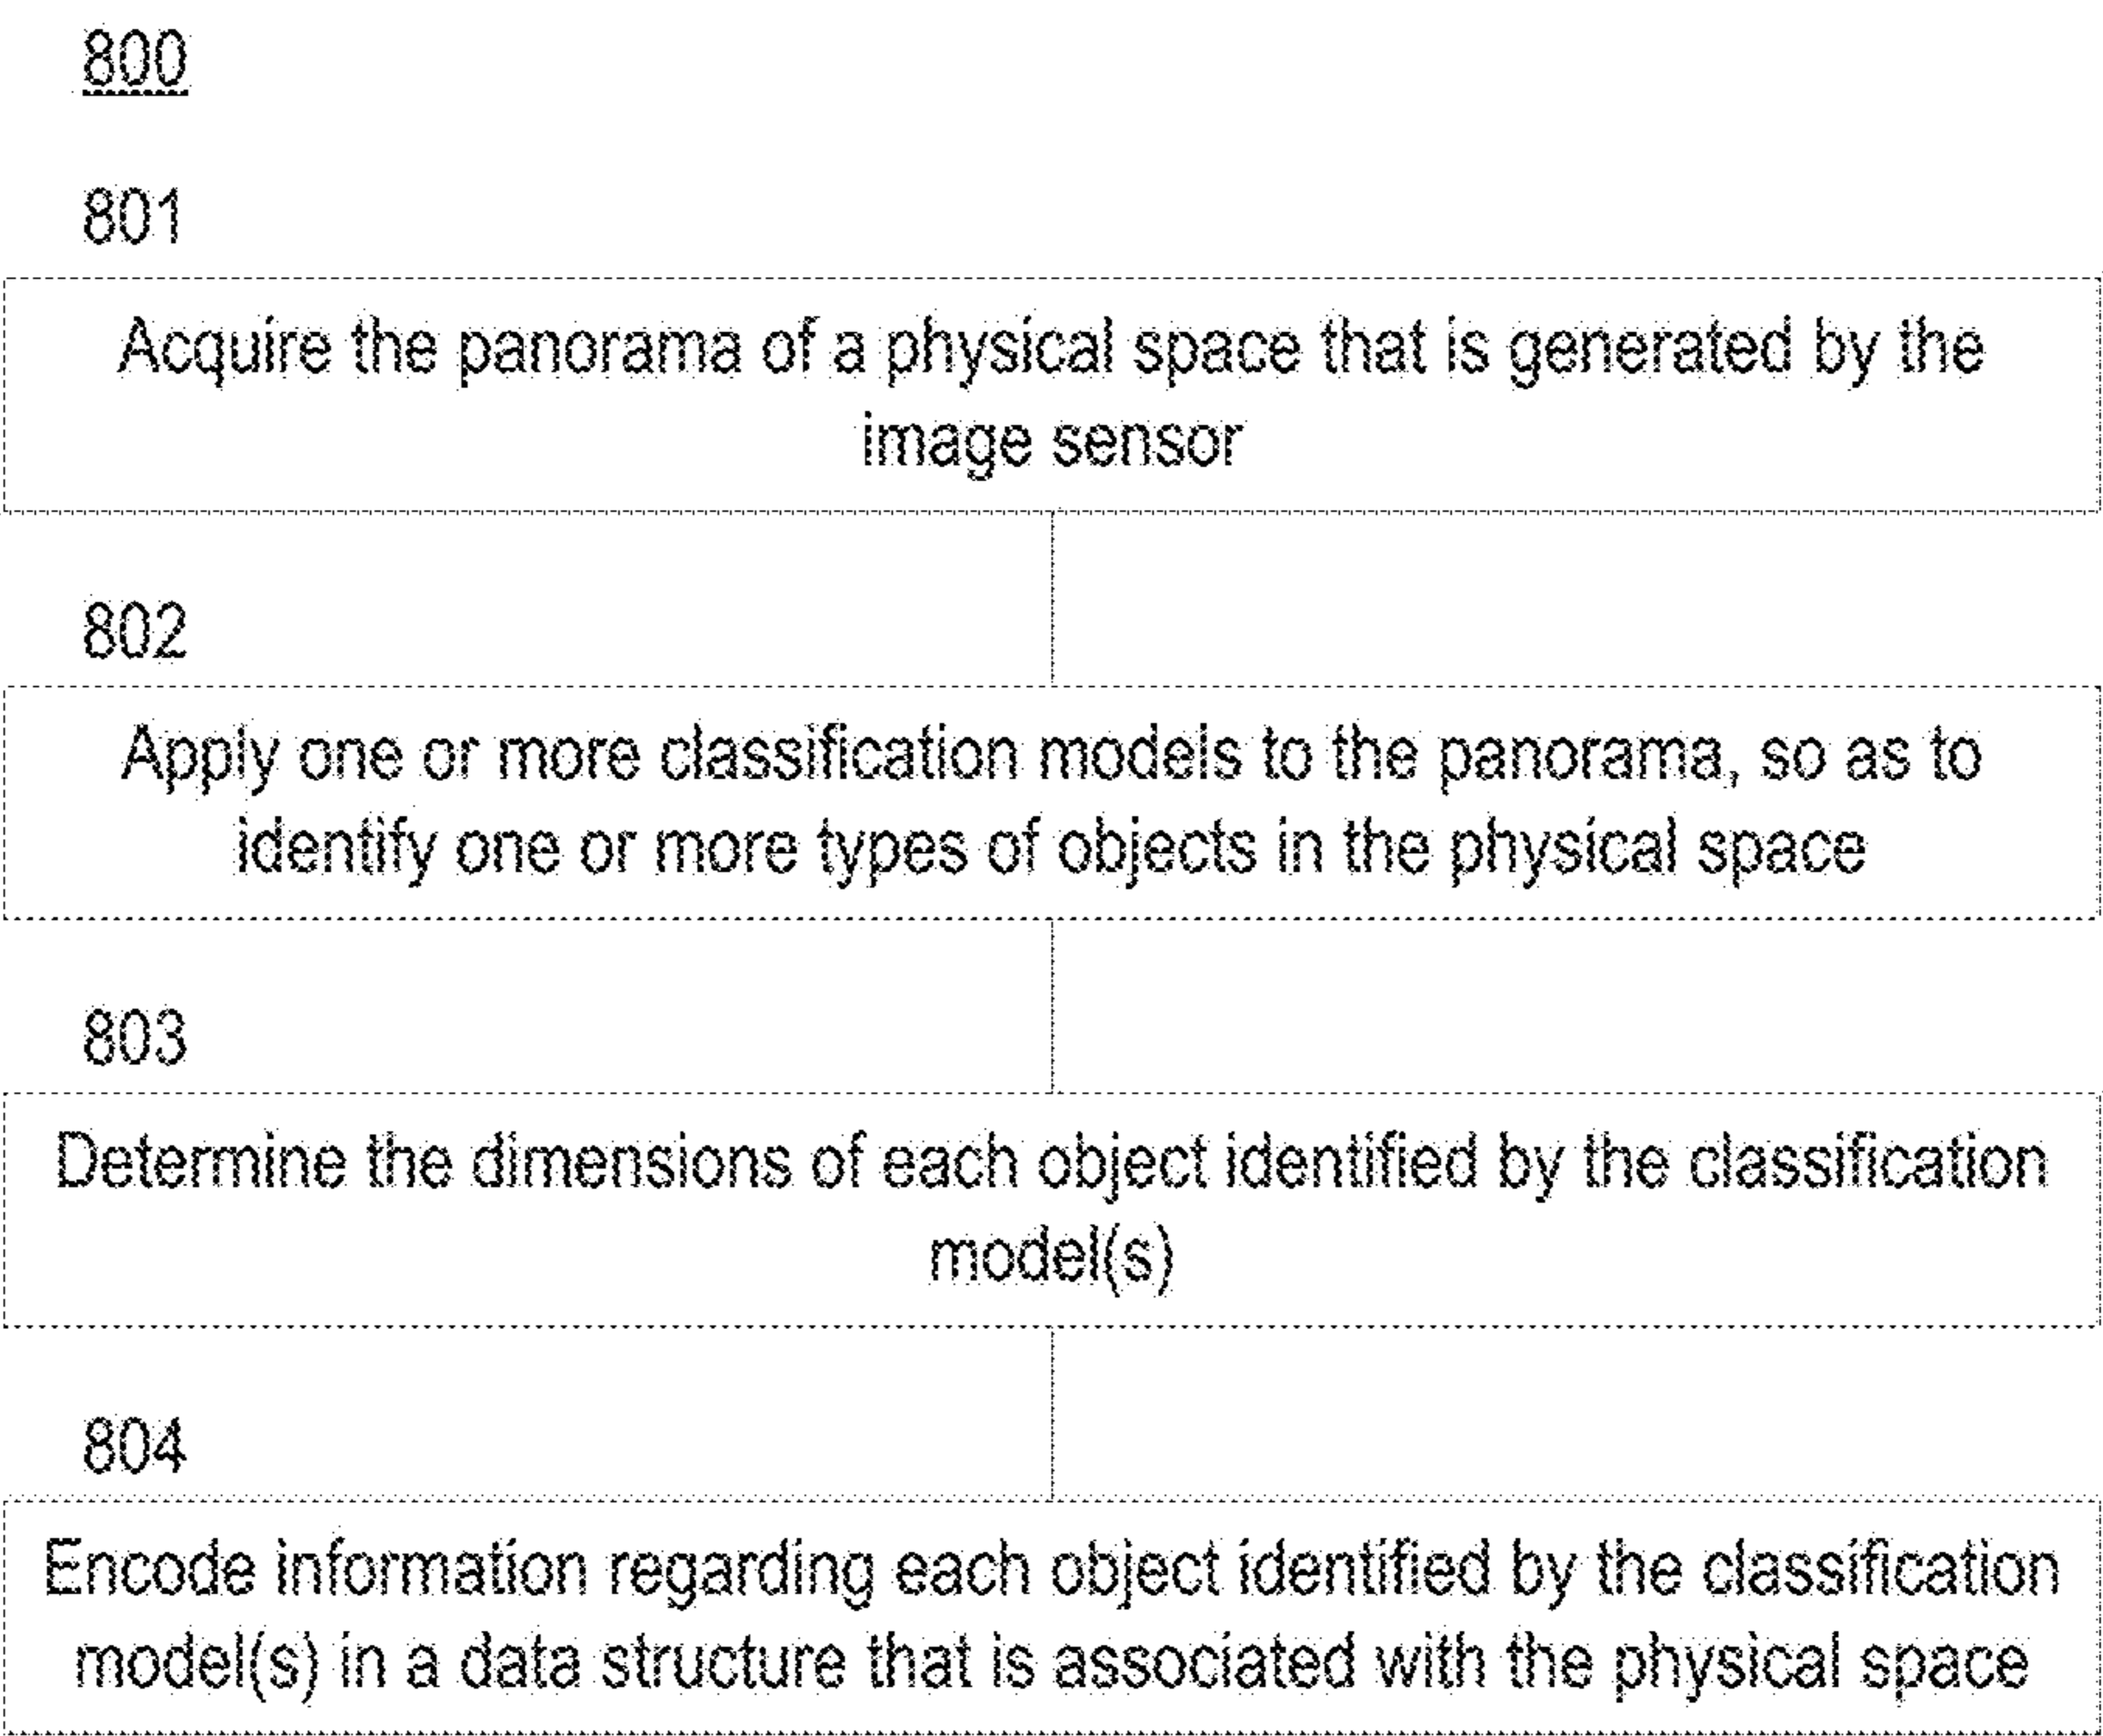 800
801
Acquire the panorama of a physical space that is generated by the
image sensor
802
Apply one or more classification models to the panorama, so as to
identify one or more types of objects in the physical space
803
Determine the dimensions of each object identified by the classification
model(s)
804
Encode information regarding each object identified by the classification
model(s) in a data structure that is associated with the physical space